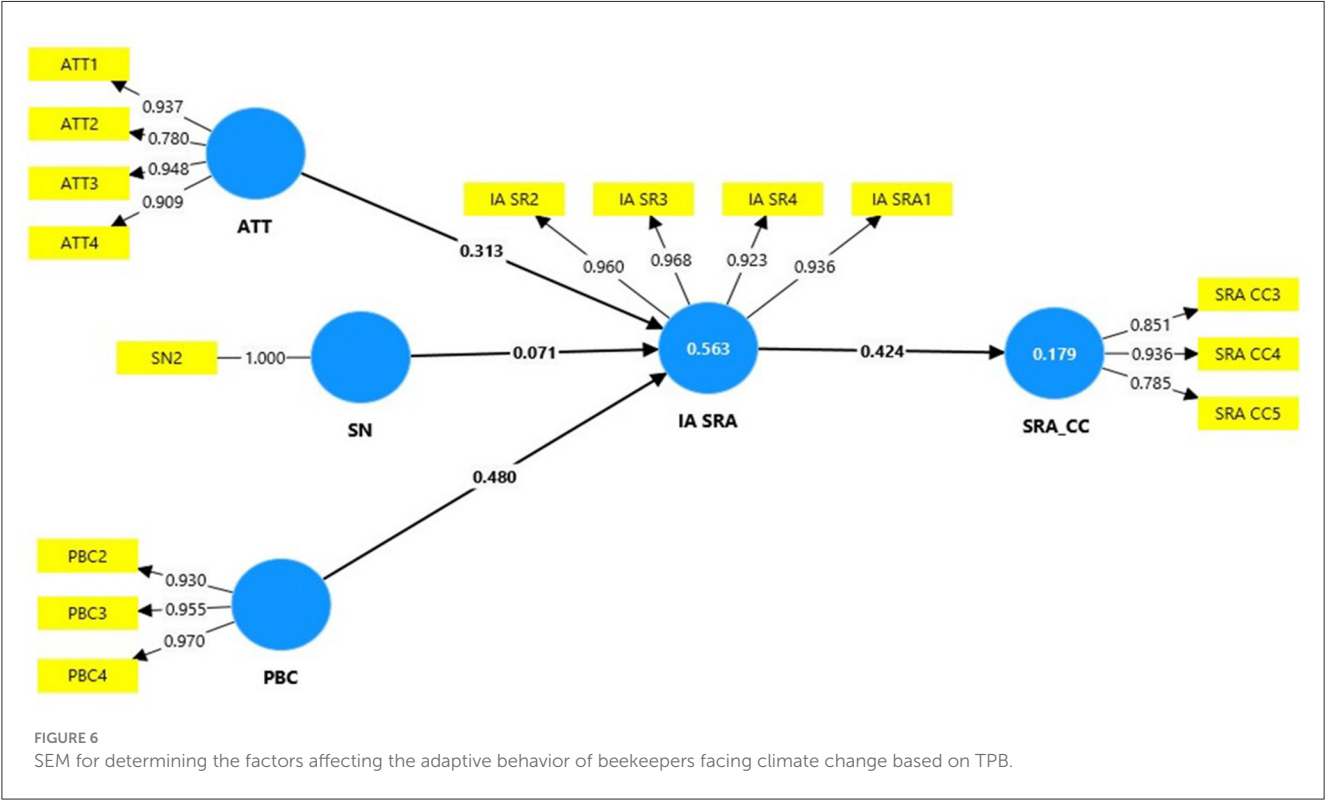 ATT1
0.937
ATT2
0.780
ATT3
0.948
0.909
ATT4
ATT
0.313
IA SR2
IA SR3
IA SR4
IA SRA1
0.960
0.968
0.923
0.936
SN2
1.000
SN
0.071
0.563
IA SRA
0.424
0.179
SRA_CC
SRA CC3
0.851
0.936
SRA CC4
0.785
SRA CC5
0.480
PBC2
0.930
PBC3
0.955
0.970
PBC4
PBC
FIGURE 6
SEM for determining the factors affecting the adaptive behavior of beekeepers facing climate change based on TPB.